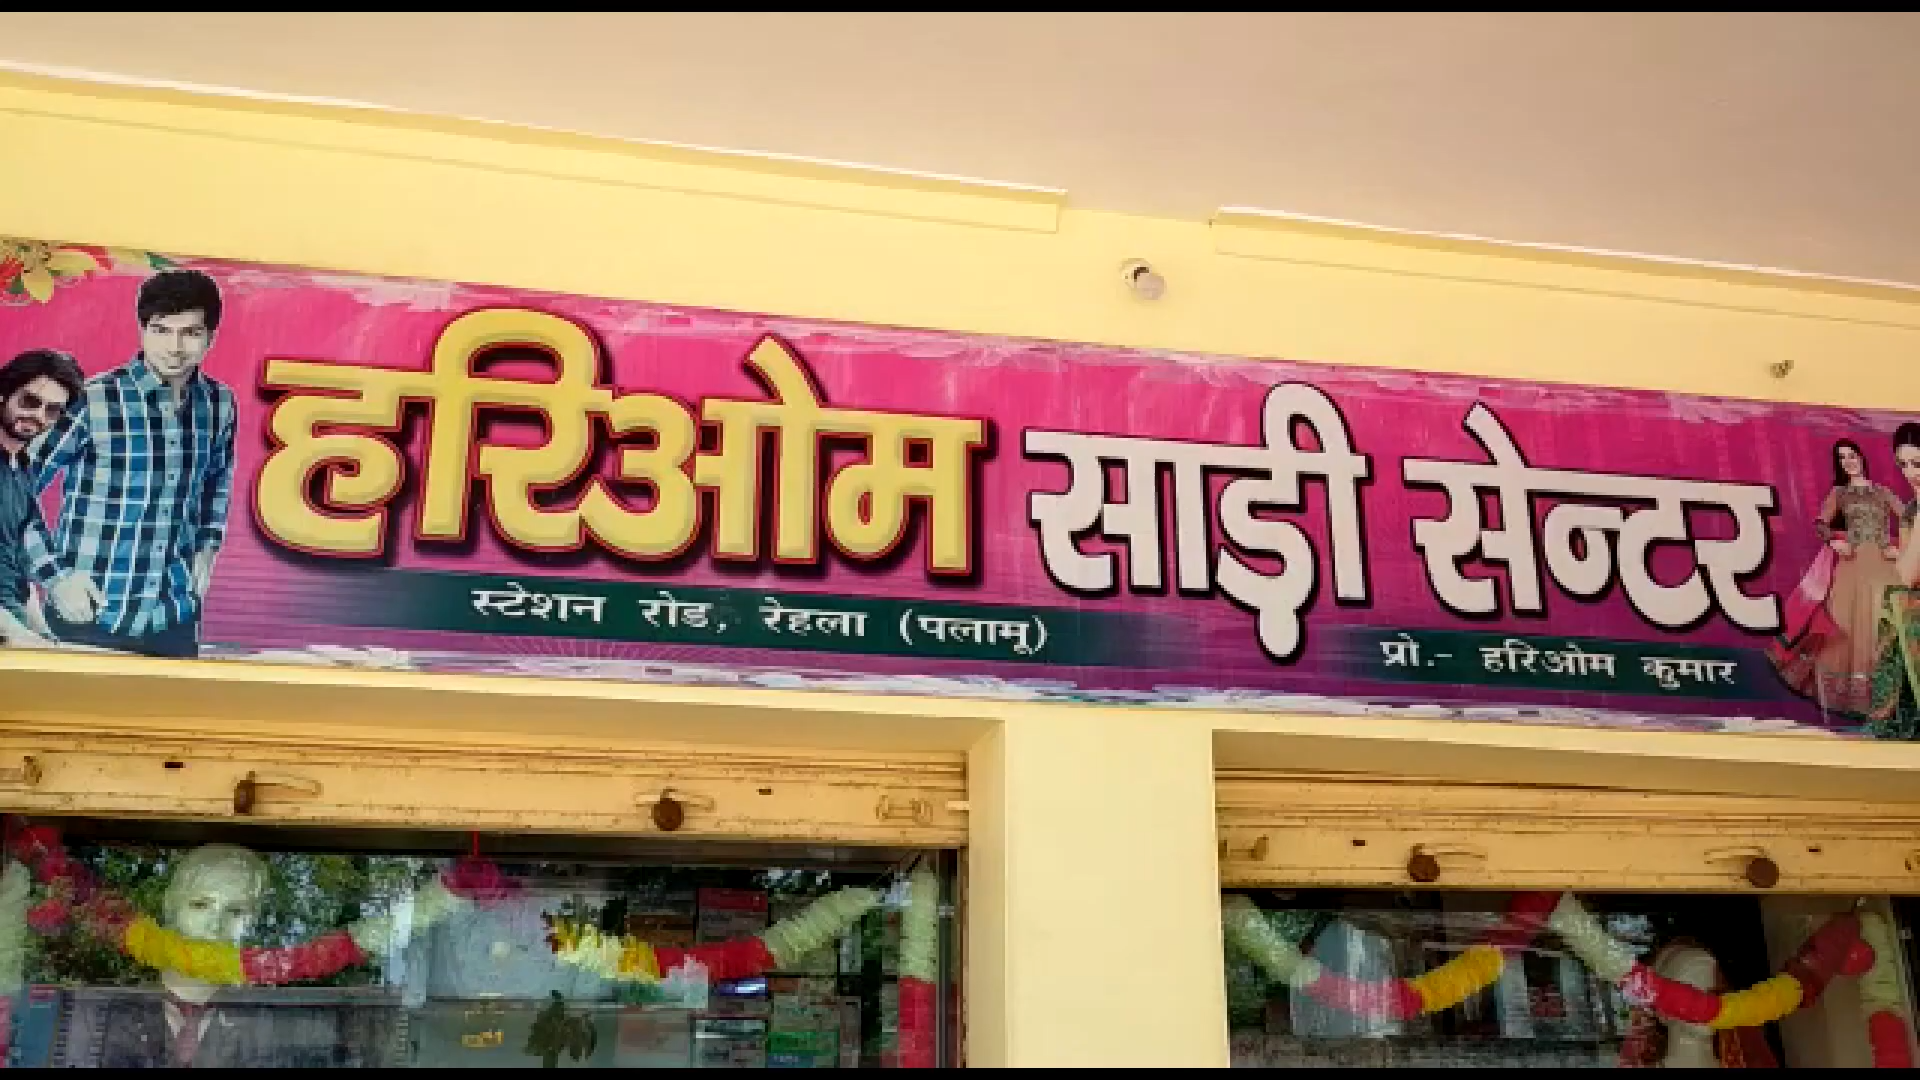 हरिओम साड़ी सेन्टर
स्टेशन रोड, रेहला (पलामू)
प्रो.- हरिओम कुमार